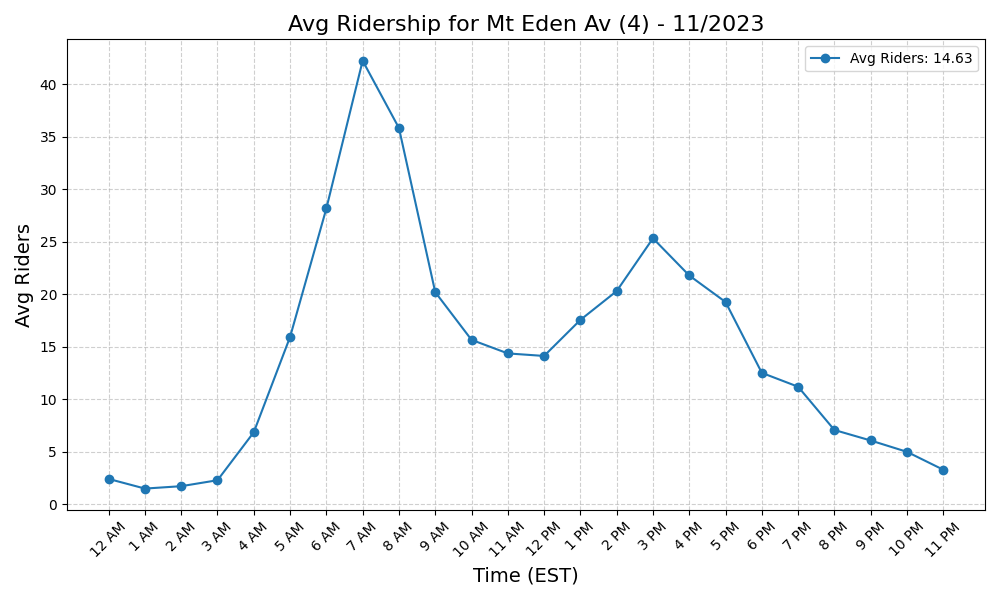 Avg Ridership for Mt Eden Av (4) - 11/2023
Avg Riders: 14.63
Avg Riders
40
35
30
25
20
15
10
5
0
12 AM
1 AM
2 AM
3 AM
4 AM
5 AM
6 AM
7 AM
8 AM
9 AM
10 AM
11 AM
12 PM
1 PM
2 PM
3 PM
4 PM
5 PM
6 PM
7 PM
8 PM
9 PM
10 PM
11 PM
Time (EST)